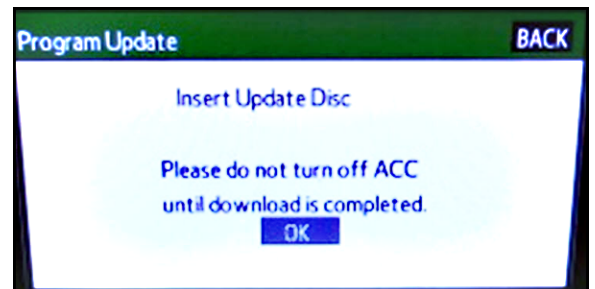 Program Update
BACK
Insert Update Disc
Please do not turn off ACC
until download is completed.
OK